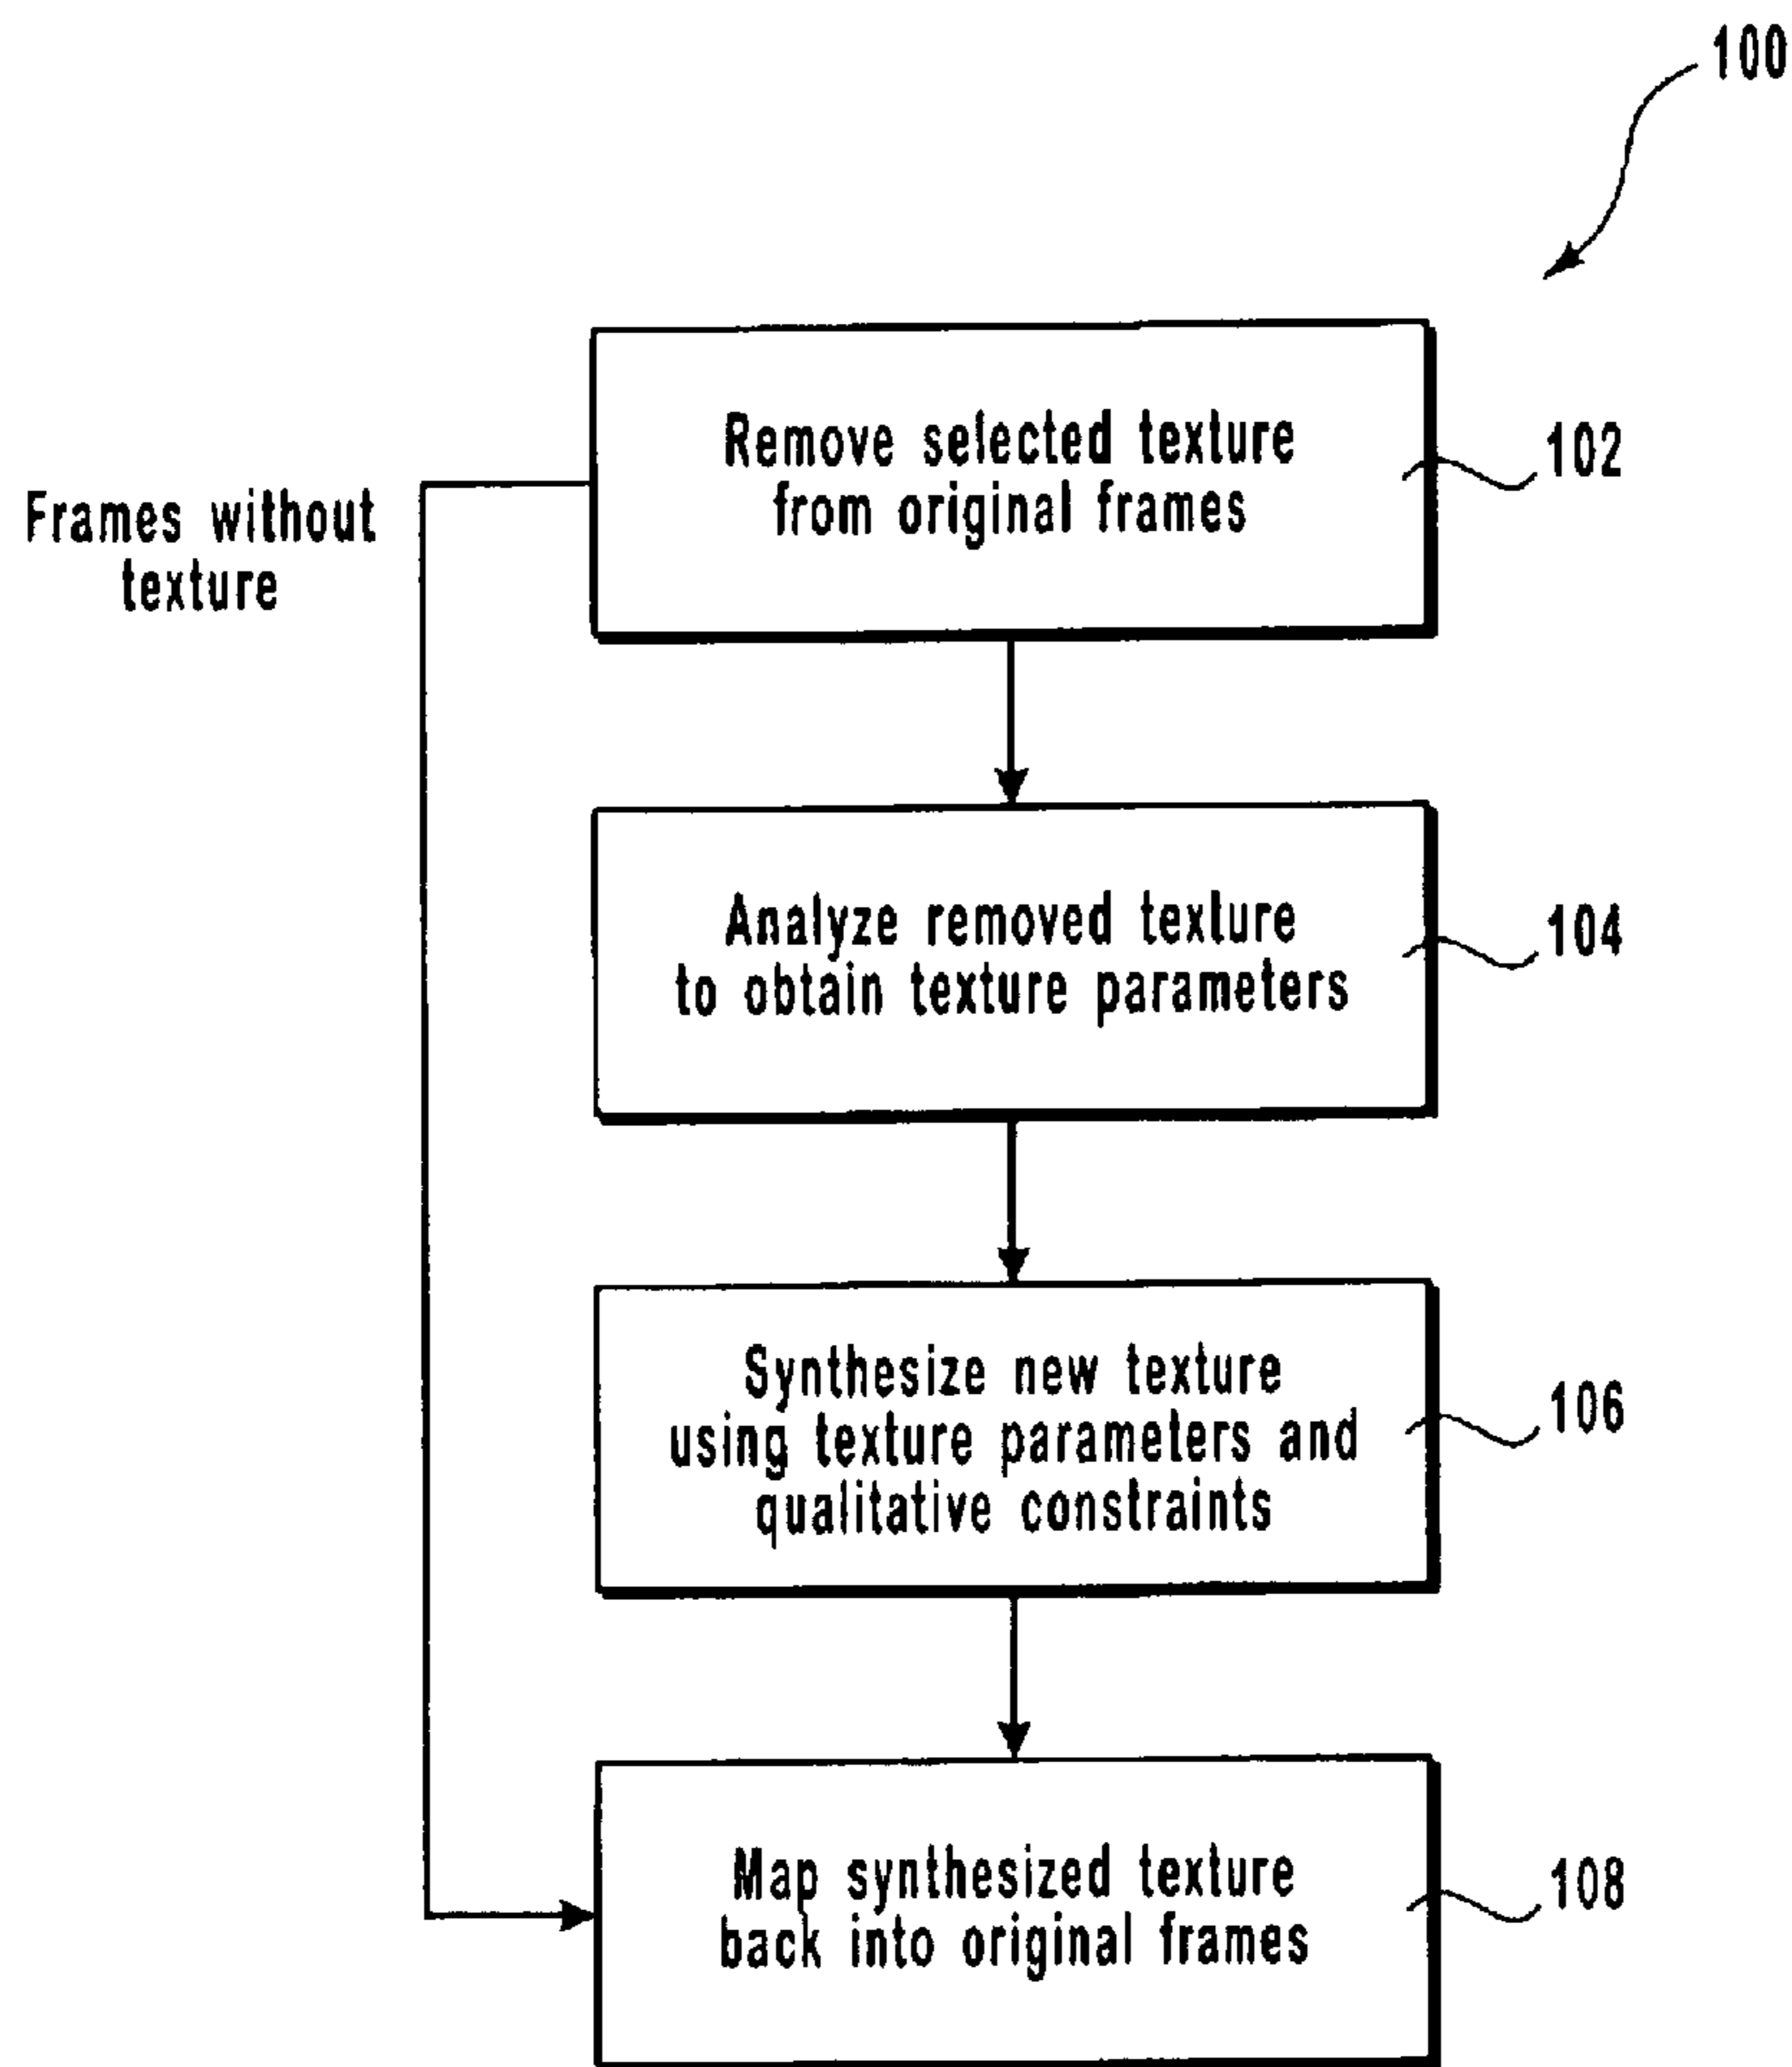 100
Remove selected texture
from original frames
102
Frames without
texture
Analyze removed texture
to obtain texture parameters
104
Synthesize new texture
using texture parameters and
qualitative constraints
106
Map synthesized texture
back into original frames
108